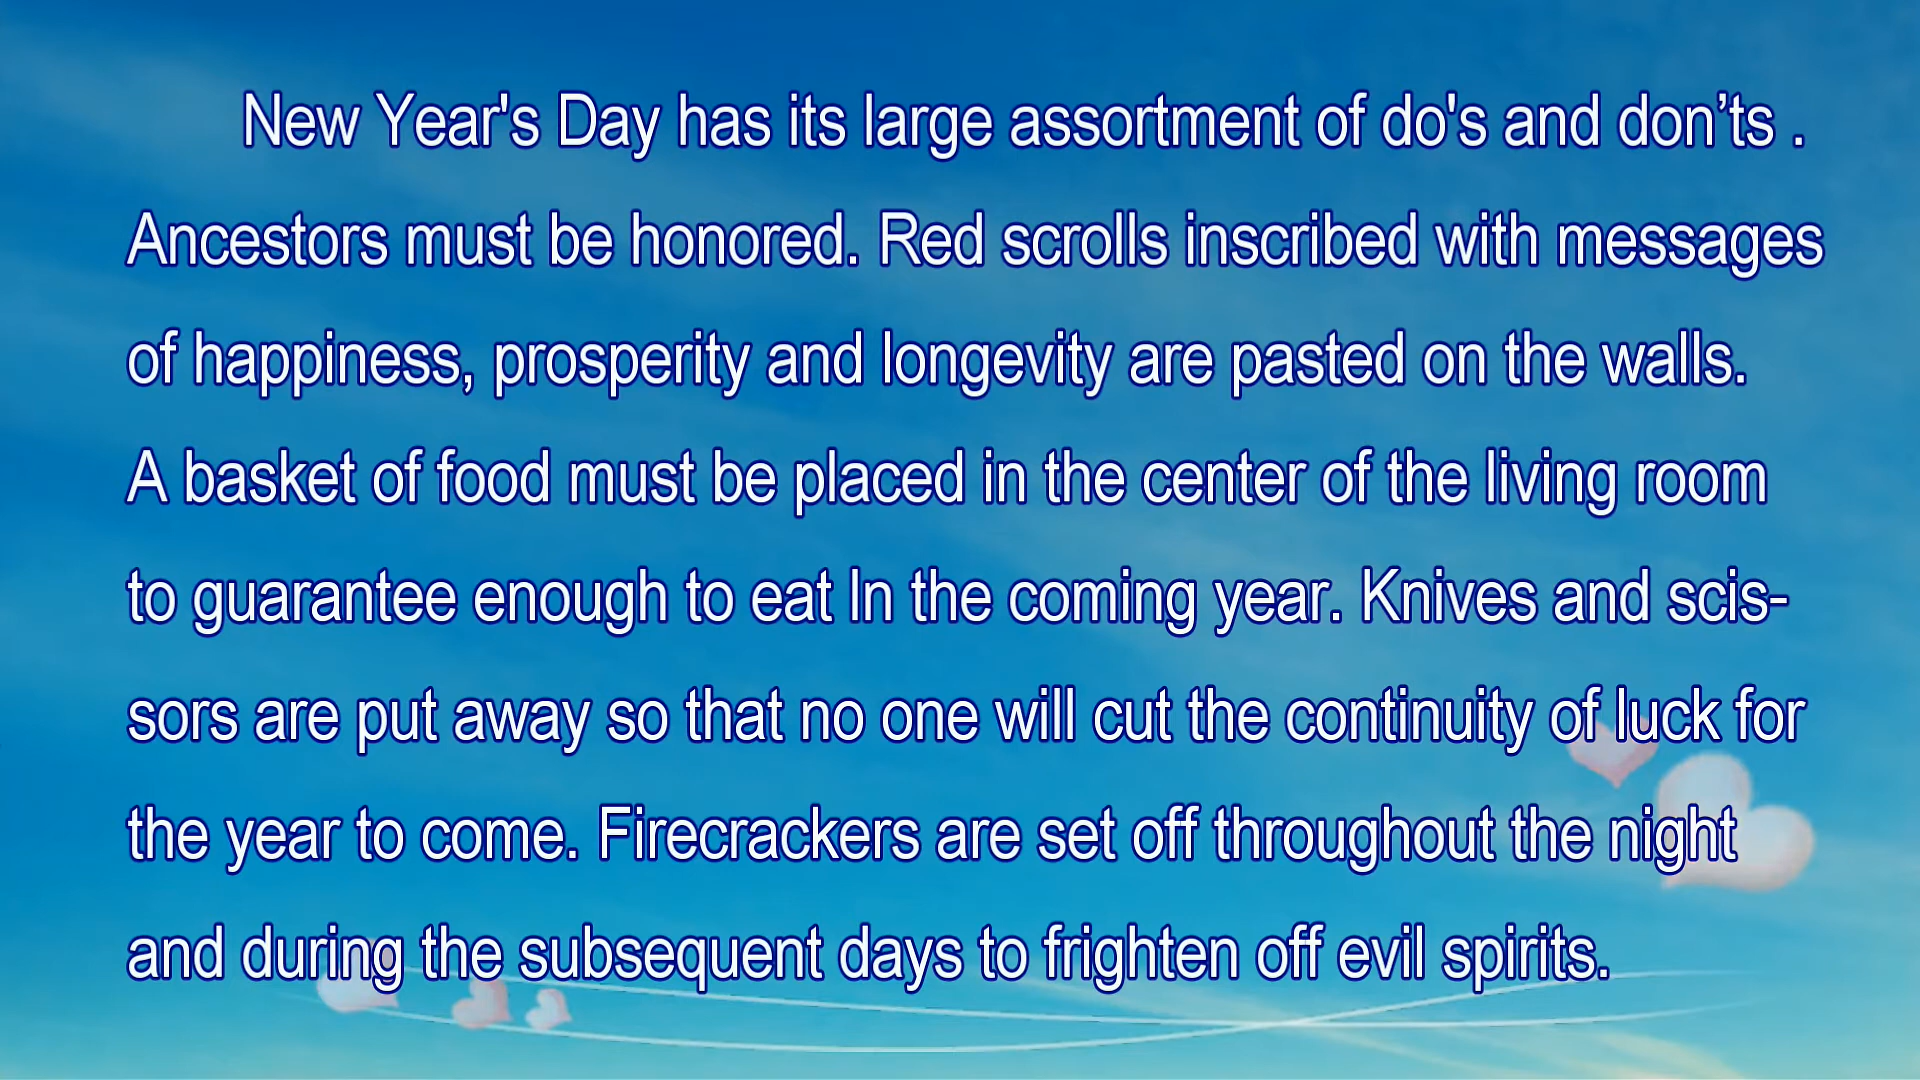 New Year's Day has its large assortment of do's and don’ts .
Ancestors must be honored. Red scrolls inscribed with messages
of happiness, prosperity and longevity are pasted on the walls.
A basket of food must be placed in the center of the living room
to guarantee enough to eat In the coming year. Knives and scis-
sors are put away so that no one will cut the continuity of luck for
the year to come. Firecrackers are set off throughout the night
and during the subsequent days to frighten off evil spirits.